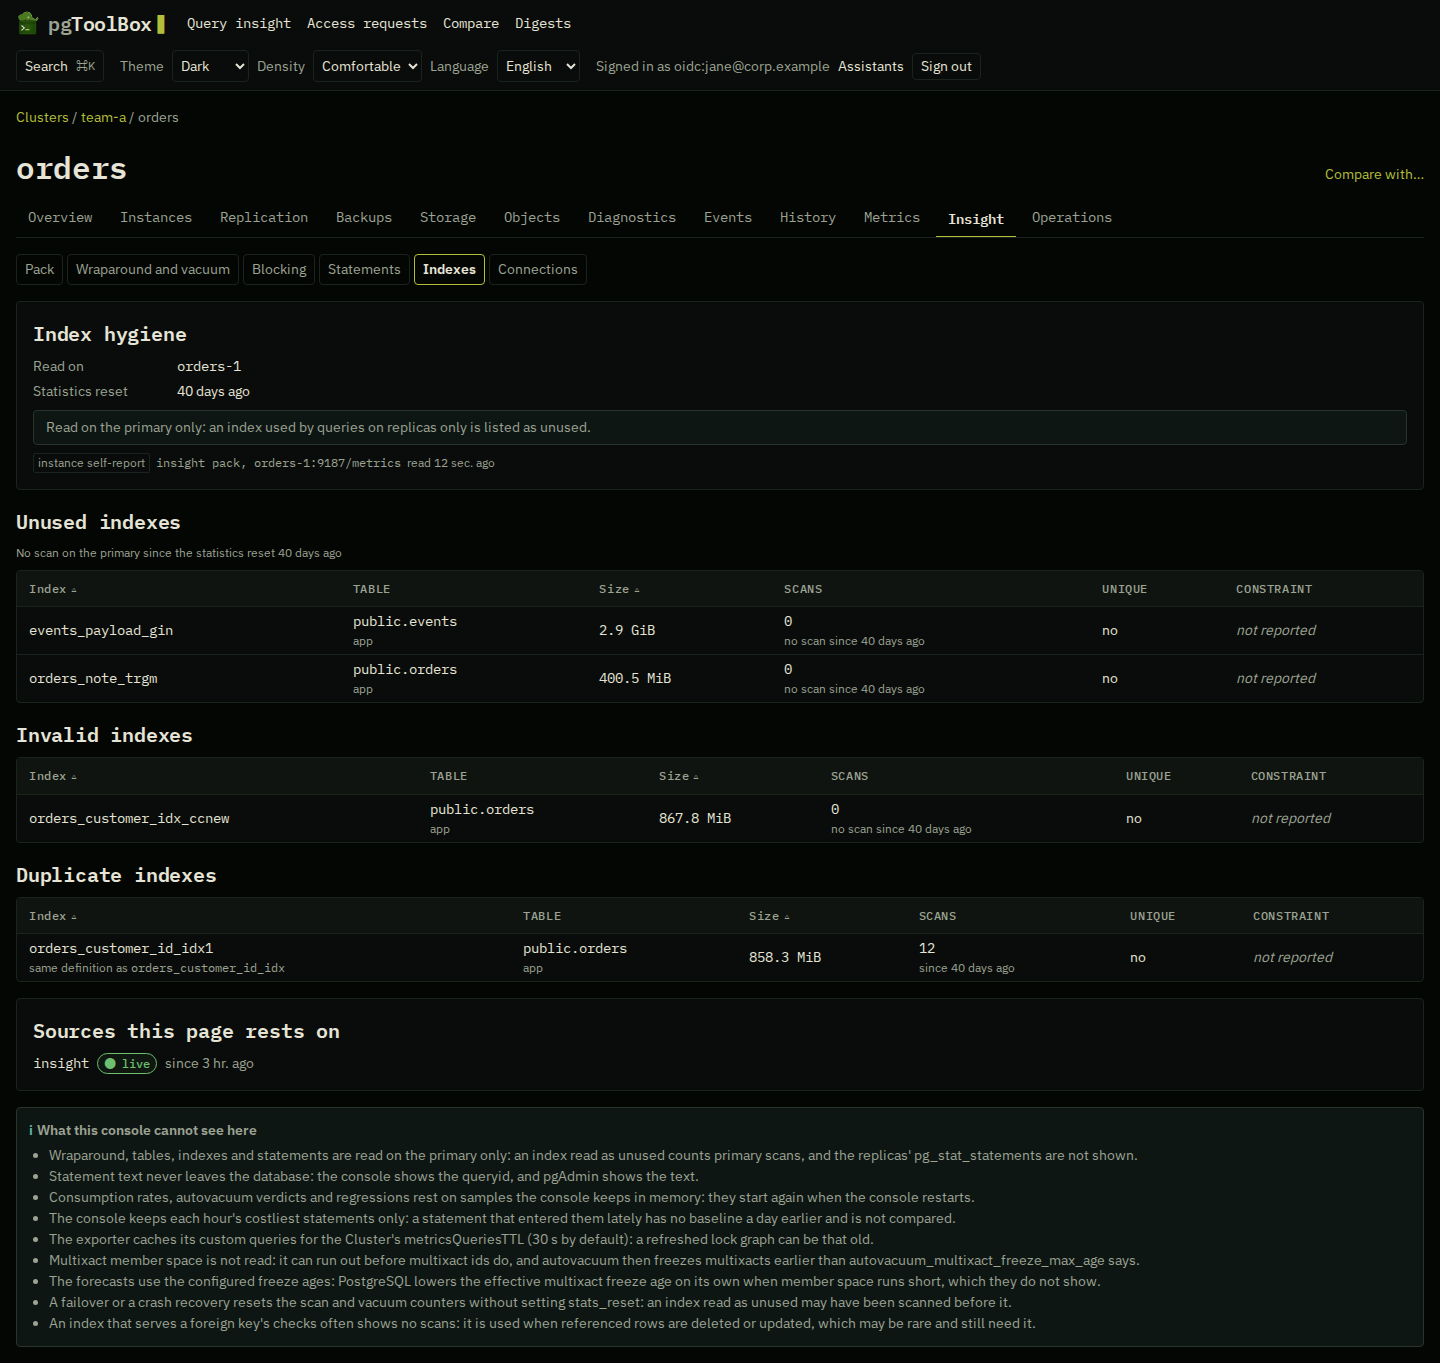 pgToolBox
Query insight Access requests Compare Digests
Search ⌘K Theme Dark Density Comfortable Language English Signed in as oidc:jane@corp.example Assistants Sign out
Clusters / team-a / orders
orders
Compare with…
Overview Instances Replication Backups Storage Objects Diagnostics Events History Metrics Insight Operations
Pack Wraparound and vacuum Blocking Statements Indexes Connections
Index hygiene
Read on orders-1
Statistics reset 40 days ago
Read on the primary only: an index used by queries on replicas only is listed as unused.
instance self-report insight pack, orders-1:9187/metrics read 12 sec. ago
Unused indexes
No scan on the primary since the statistics reset 40 days ago
Index TABLE Size SCANS UNIQUE CONSTRAINT
events_payload_gin public.events 2.9 GiB 0 no not reported
app no scan since 40 days ago
orders_note_trgm public.orders 400.5 MiB 0 no not reported
app no scan since 40 days ago
Invalid indexes
Index TABLE Size SCANS UNIQUE CONSTRAINT
orders_customer_idx_ccnew public.orders 867.8 MiB 0 no not reported
app no scan since 40 days ago
Duplicate indexes
Index TABLE Size SCANS UNIQUE CONSTRAINT
orders_customer_id_idx1 public.orders 858.3 MiB 12 no not reported
same definition as orders_customer_id_idx app since 40 days ago
Sources this page rests on
insight live since 3 hr. ago
i What this console cannot see here
• Wraparound, tables, indexes and statements are read on the primary only: an index read as unused counts primary scans, and the replicas' pg_stat_statements are not shown.
• Statement text never leaves the database: the console shows the queryid, and pgAdmin shows the text.
• Consumption rates, autovacuum verdicts and regressions rest on samples the console keeps in memory: they start again when the console restarts.
• The console keeps each hour's costliest statements only: a statement that entered them lately has no baseline a day earlier and is not compared.
• The exporter caches its custom queries for the Cluster's metricsQueriesTTL (30 s by default): a refreshed lock graph can be that old.
• Multixact member space is not read: it can run out before multixact ids do, and autovacuum then freezes multixacts earlier than autovacuum_multixact_freeze_max_age says.
• The forecasts use the configured freeze ages: PostgreSQL lowers the effective multixact freeze age on its own when member space runs short, which they do not show.
• A failover or a crash recovery resets the scan and vacuum counters without setting stats_reset: an index read as unused may have been scanned before it.
• An index that serves a foreign key's checks often shows no scans: it is used when referenced rows are deleted or updated, which may be rare and still need it.